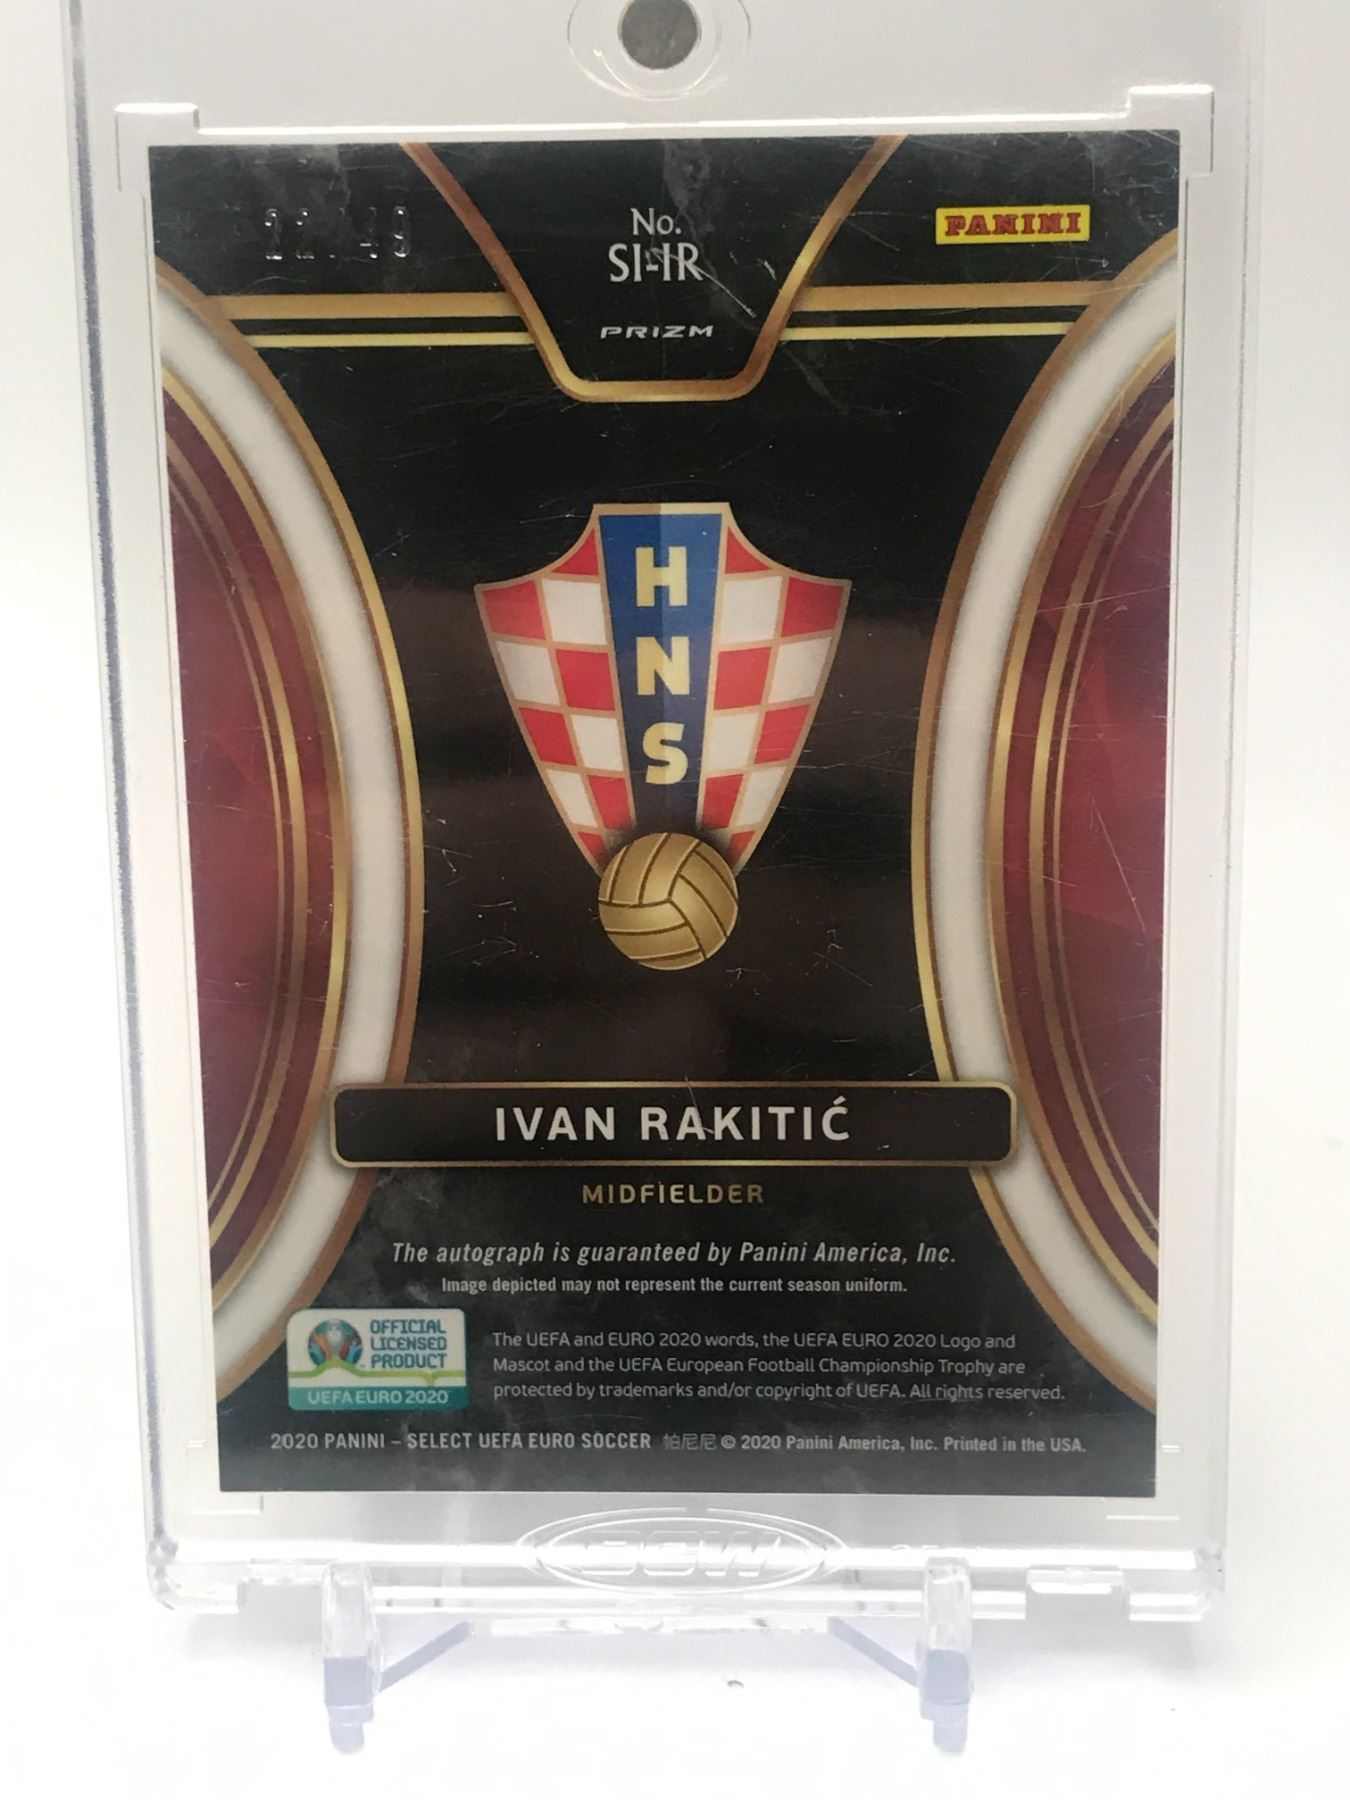 No.
SI-IR
PANINI
PRIZM
H
N
S
IVAN RAKITIĆ
MIDFIELDER
The autograph is guaranteed by Panini America, Inc.
Image depicted may not represent the current season uniform.
OFFICIAL
LICENSED
PRODUCT
UEFA EURO 2020
The UEFA and EURO 2020 words, the UEFA EURO 2020 Logo and
Mascot and the UEFA European Football Championship Trophy are
protected by trademarks and/or copyright of UEFA. All rights reserved.
2020 PANINI – SELECT UEFA EURO SOCCER 帕尼尼 © 2020 Panini America, Inc. Printed in the USA.
BCW